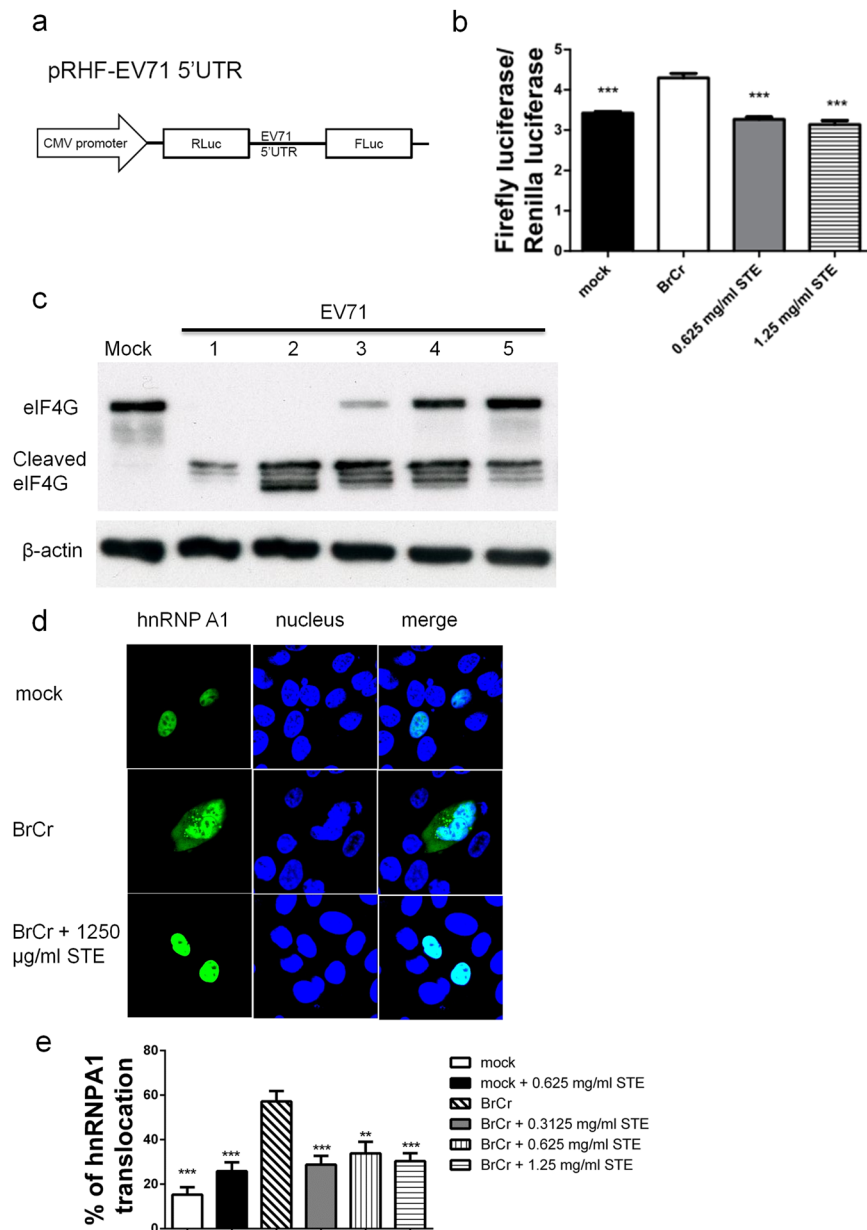 a
pRHF-EV71 5'UTR
CMV promoter
RLuc
EV71
5'UTR
FLuc
b
Firefly luciferase/
Renilla luciferase
5
4
3
2
1
0
***
***
***
mock
BrCr
0.625 mg/ml STE
1.25 mg/ml STE
c
EV71
Mock 1 2 3 4 5
eIF4G
Cleaved
eIF4G
β-actin
d
hnRNP A1 nucleus merge
mock
BrCr
BrCr + 1250
µg/ml STE
e
% of hnRNPA1
translocation
80
60
40
20
0
*** *** *** ** ***
mock
mock + 0.625 mg/ml STE
BrCr
BrCr + 0.3125 mg/ml STE
BrCr + 0.625 mg/ml STE
BrCr + 1.25 mg/ml STE